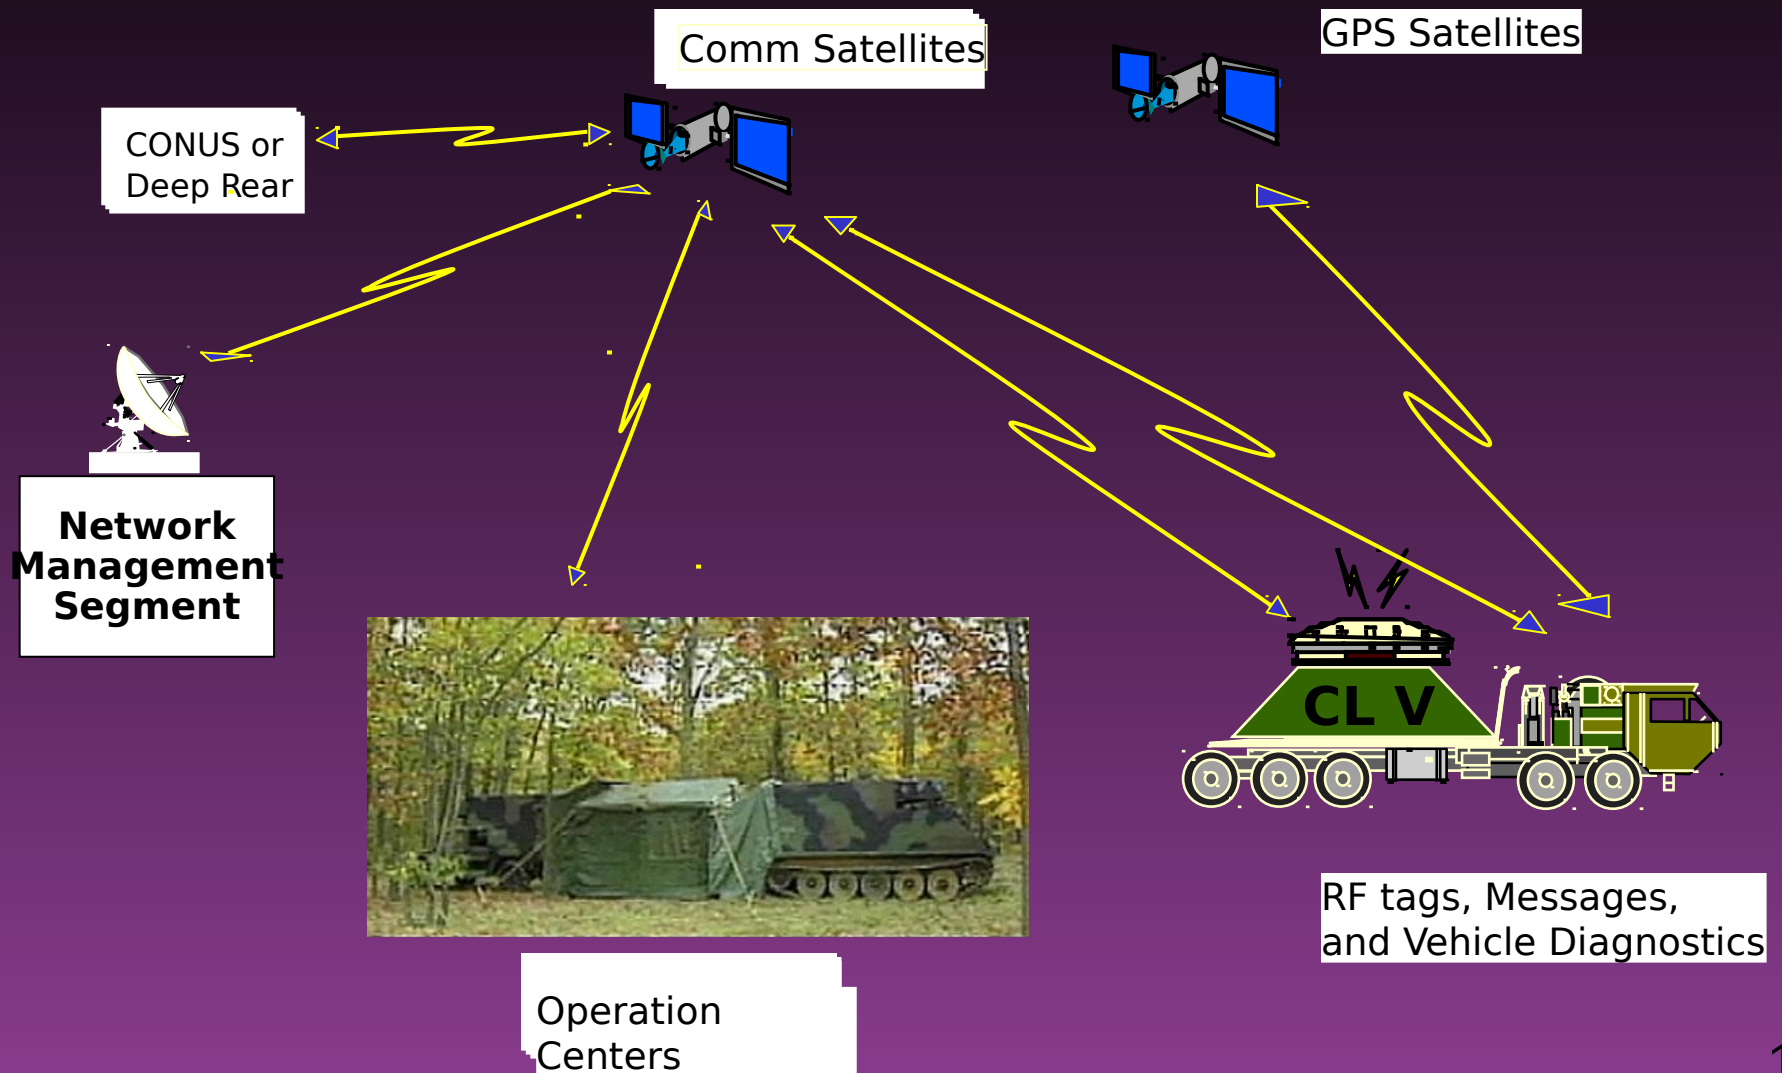 Comm Satellites
GPS Satellites
CONUS or
Deep Rear
Network
Management
Segment
CL V
RF tags, Messages,
and Vehicle Diagnostics
Operation
Centers